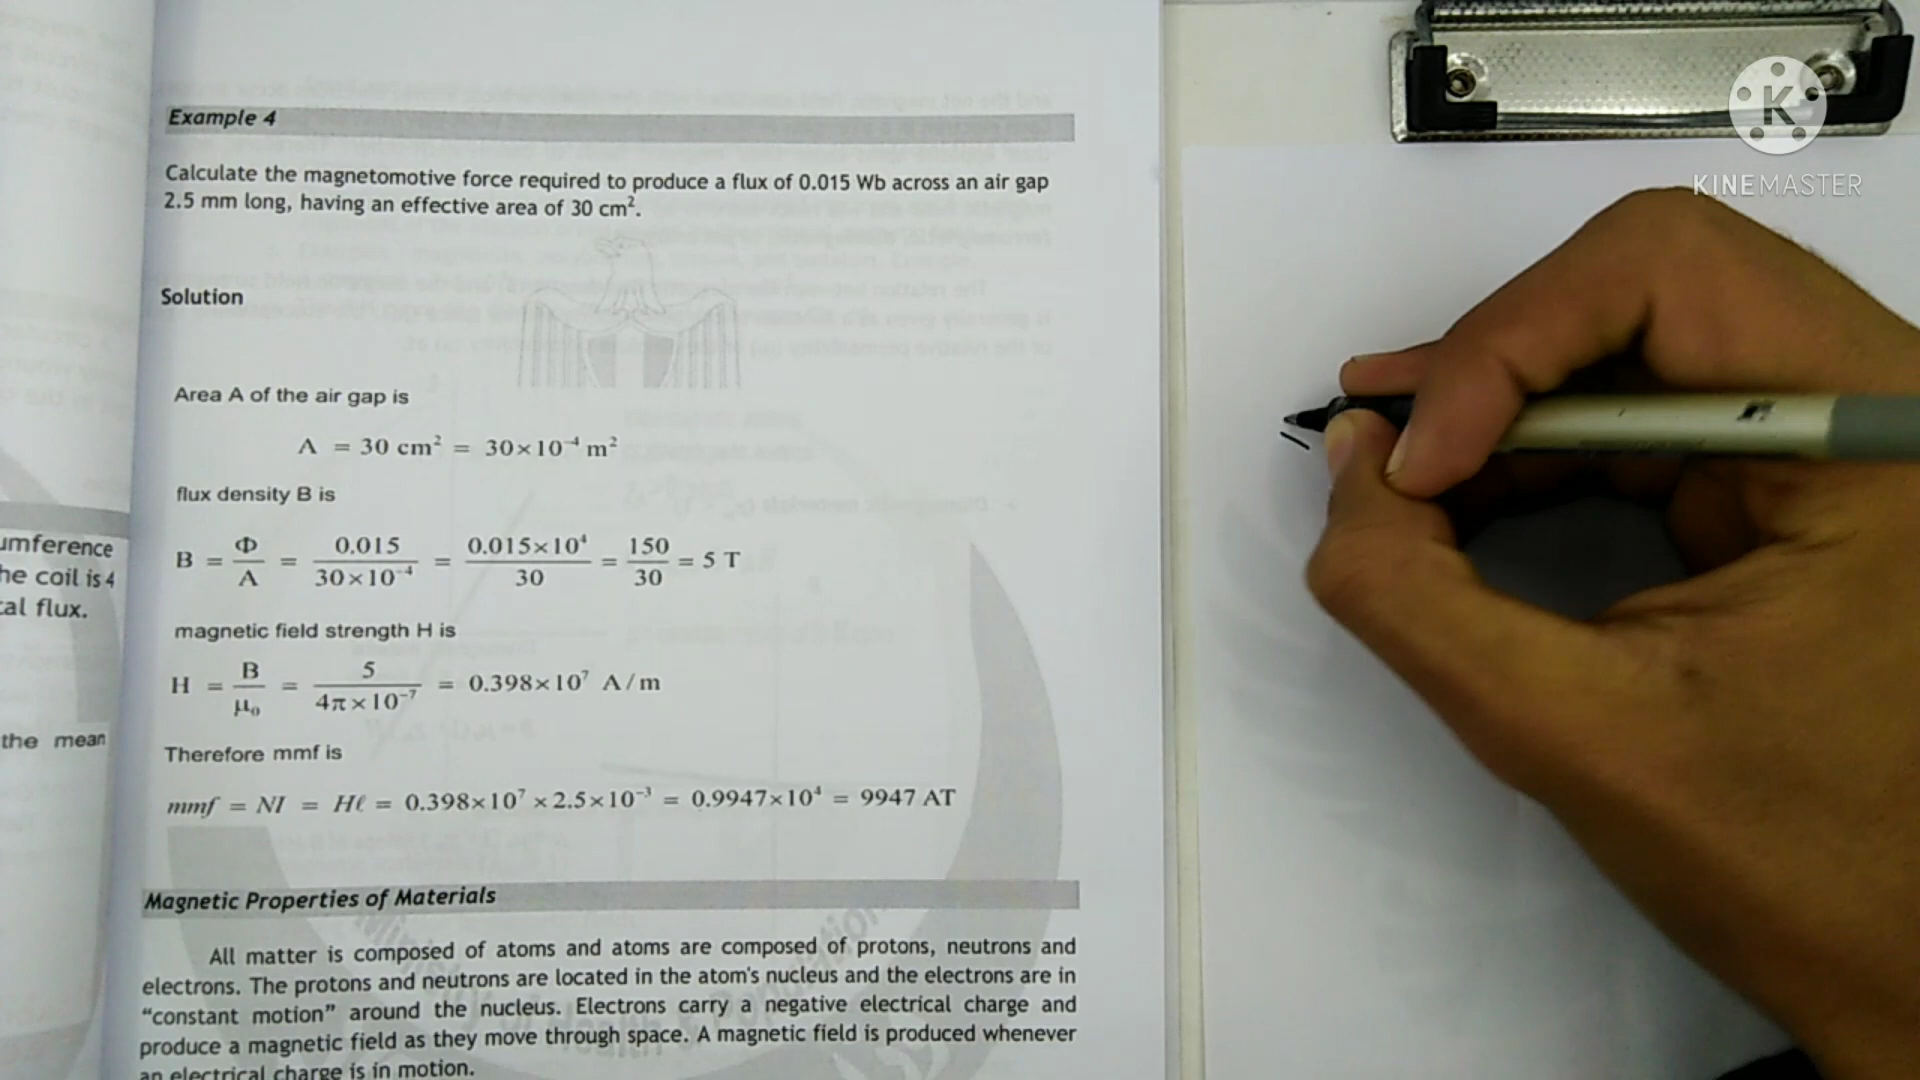 Example 4
Calculate the magnetomotive force required to produce a flux of 0.015 Wb across an air gap
2.5 mm long, having an effective area of 30 cm².
Solution
Area A of the air gap is
A = 30 cm² = 30×10⁻⁴ m²
flux density B is
B = Φ/A = 0.015/30×10⁻⁴ = 0.015×10⁴/30 = 150/30 = 5 T
magnetic field strength H is
H = B/μ₀ = 5/4π×10⁻⁷ = 0.398×10⁷ A/m
Therefore mmf is
mmf = NI = Hℓ = 0.398×10⁷ ×2.5×10⁻³ = 0.9947×10⁴ = 9947 AT
Magnetic Properties of Materials
All matter is composed of atoms and atoms are composed of protons, neutrons and
electrons. The protons and neutrons are located in the atom's nucleus and the electrons are in
“constant motion” around the nucleus. Electrons carry a negative electrical charge and
produce a magnetic field as they move through space. A magnetic field is produced whenever
an electrical charge is in motion.
umference
he coil is 4
al flux.
the mean
K
KINEMASTER